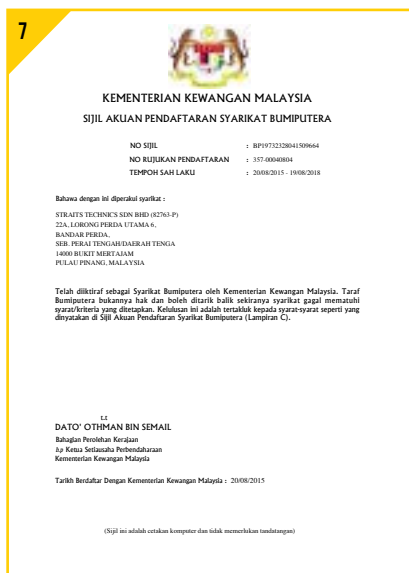 7
KEMENTERIAN KEWANGAN MALAYSIA
SIJIL AKUAN PENDAFTARAN SYARIKAT BUMIPUTERA
NO SIJIL : BP19732328041509664
NO RUJUKAN PENDAFTARAN : 357-00040804
TEMPOH SAH LAKU : 20/08/2015 - 19/08/2018
Bahawa dengan ini diperakui syarikat :
STRAITS TECHNICS SDN BHD (82763-P)
22A, LORONG PERDA UTAMA 6,
BANDAR PERDA,
SEB. PERAI TENGAH/DAERAH TENGA
14000 BUKIT MERTAJAM
PULAU PINANG, MALAYSIA
Telah diiktiraf sebagai Syarikat Bumiputera oleh Kementerian Kewangan Malaysia. Taraf
Bumiputera bukannya hak dan boleh ditarik balik sekiranya syarikat gagal mematuhi
syarat/kriteria yang ditetapkan. Kelulusan ini adalah tertakluk kepada syarat-syarat seperti yang
dinyatakan di Sijil Akuan Pendaftaran Syarikat Bumiputera (Lampiran C).
t.t
DATO' OTHMAN BIN SEMAIL
Bahagian Perolehan Kerajaan
b.p Ketua Setiausaha Perbendaharaan
Kementerian Kewangan Malaysia
Tarikh Berdaftar Dengan Kementerian Kewangan Malaysia : 20/08/2015
(Sijil ini adalah cetakan komputer dan tidak memerlukan tandatangan)